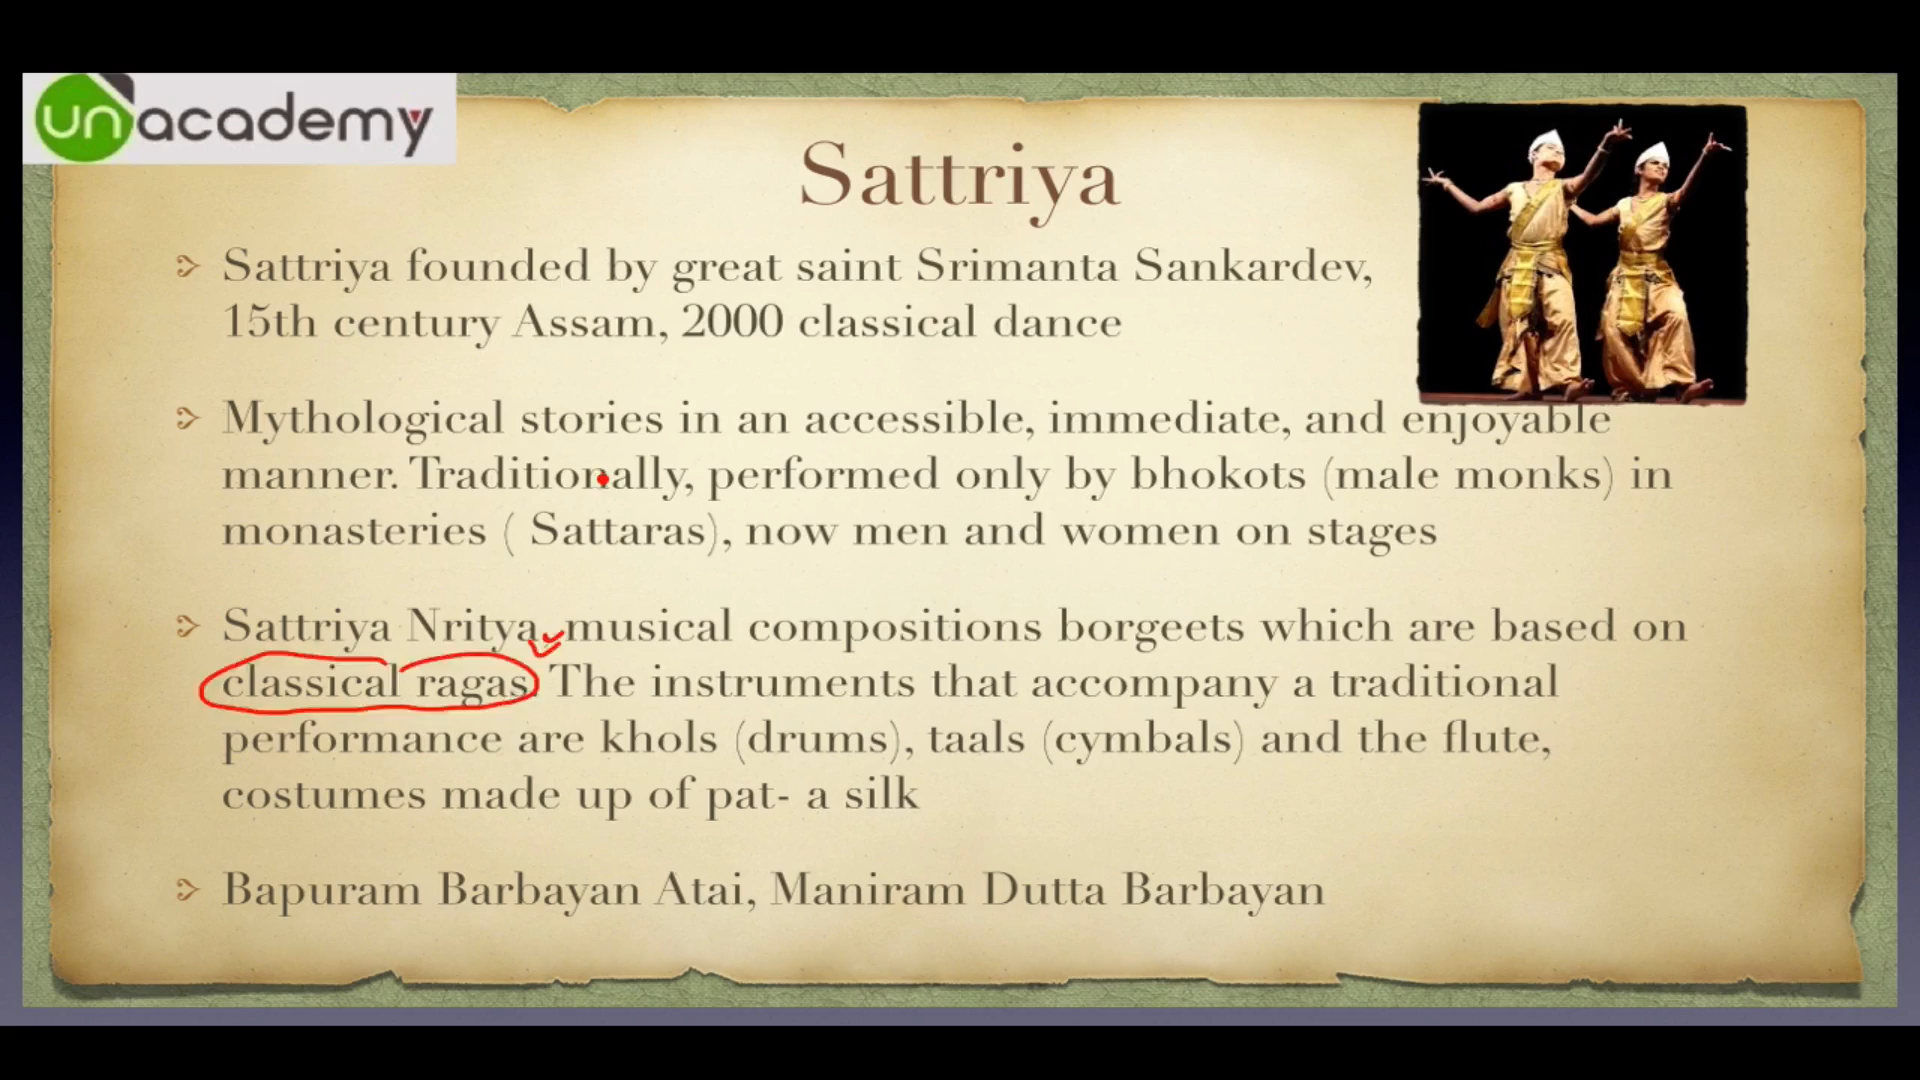 unacademy
Sattriya
Sattriya founded by great saint Srimanta Sankardev,
15th century Assam, 2000 classical dance
Mythological stories in an accessible, immediate, and enjoyable
manner. Traditionally, performed only by bhokots (male monks) in
monasteries ( Sattaras), now men and women on stages
Sattriya Nritya, musical compositions borgeets which are based on
classical ragas. The instruments that accompany a traditional
performance are khols (drums), taals (cymbals) and the flute,
costumes made up of pat- a silk
Bapuram Barbayan Atai, Maniram Dutta Barbayan